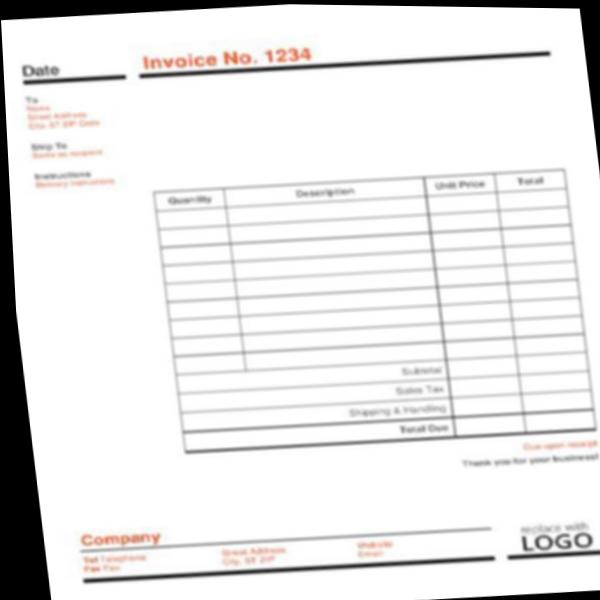 Date
Invoice No. 1234
To
Name
Street Address
City, ST ZIP Code
Ship To
Same as recipient
Instructions
Delivery Instructions
Quantity Description Unit Price Total
Subtotal
Sales Tax
Shipping & Handling
Total Due
Due upon receipt
Thank you for your business!
Company
Tel Telephone
Fax Fax
Street Address
City, ST ZIP
Website
Email
replace with
LOGO